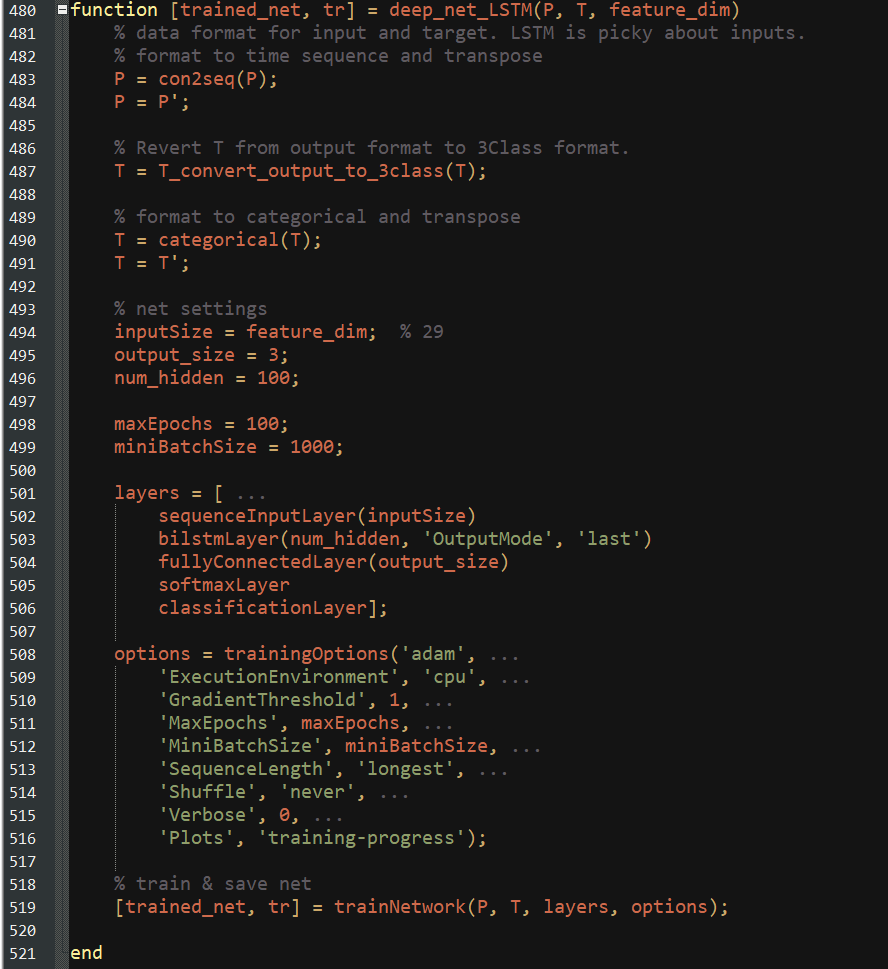 480 function [trained_net, tr] = deep_net_LSTM(P, T, feature_dim)
481     % data format for input and target. LSTM is picky about inputs.
482     % format to time sequence and transpose
483     P = con2seq(P);
484     P = P';
485
486     % Revert T from output format to 3Class format.
487     T = T_convert_output_to_3class(T);
488
489     % format to categorical and transpose
490     T = categorical(T);
491     T = T';
492
493     % net settings
494     inputSize = feature_dim;  % 29
495     output_size = 3;
496     num_hidden = 100;
497
498     maxEpochs = 100;
499     miniBatchSize = 1000;
500
501     layers = [ ...
502         sequenceInputLayer(inputSize)
503         bilstmLayer(num_hidden, 'OutputMode', 'last')
504         fullyConnectedLayer(output_size)
505         softmaxLayer
506         classificationLayer];
507
508     options = trainingOptions('adam', ...
509         'ExecutionEnvironment', 'cpu', ...
510         'GradientThreshold', 1, ...
511         'MaxEpochs', maxEpochs, ...
512         'MiniBatchSize', miniBatchSize, ...
513         'SequenceLength', 'longest', ...
514         'Shuffle', 'never', ...
515         'Verbose', 0, ...
516         'Plots', 'training-progress');
517
518     % train & save net
519     [trained_net, tr] = trainNetwork(P, T, layers, options);
520
521 end